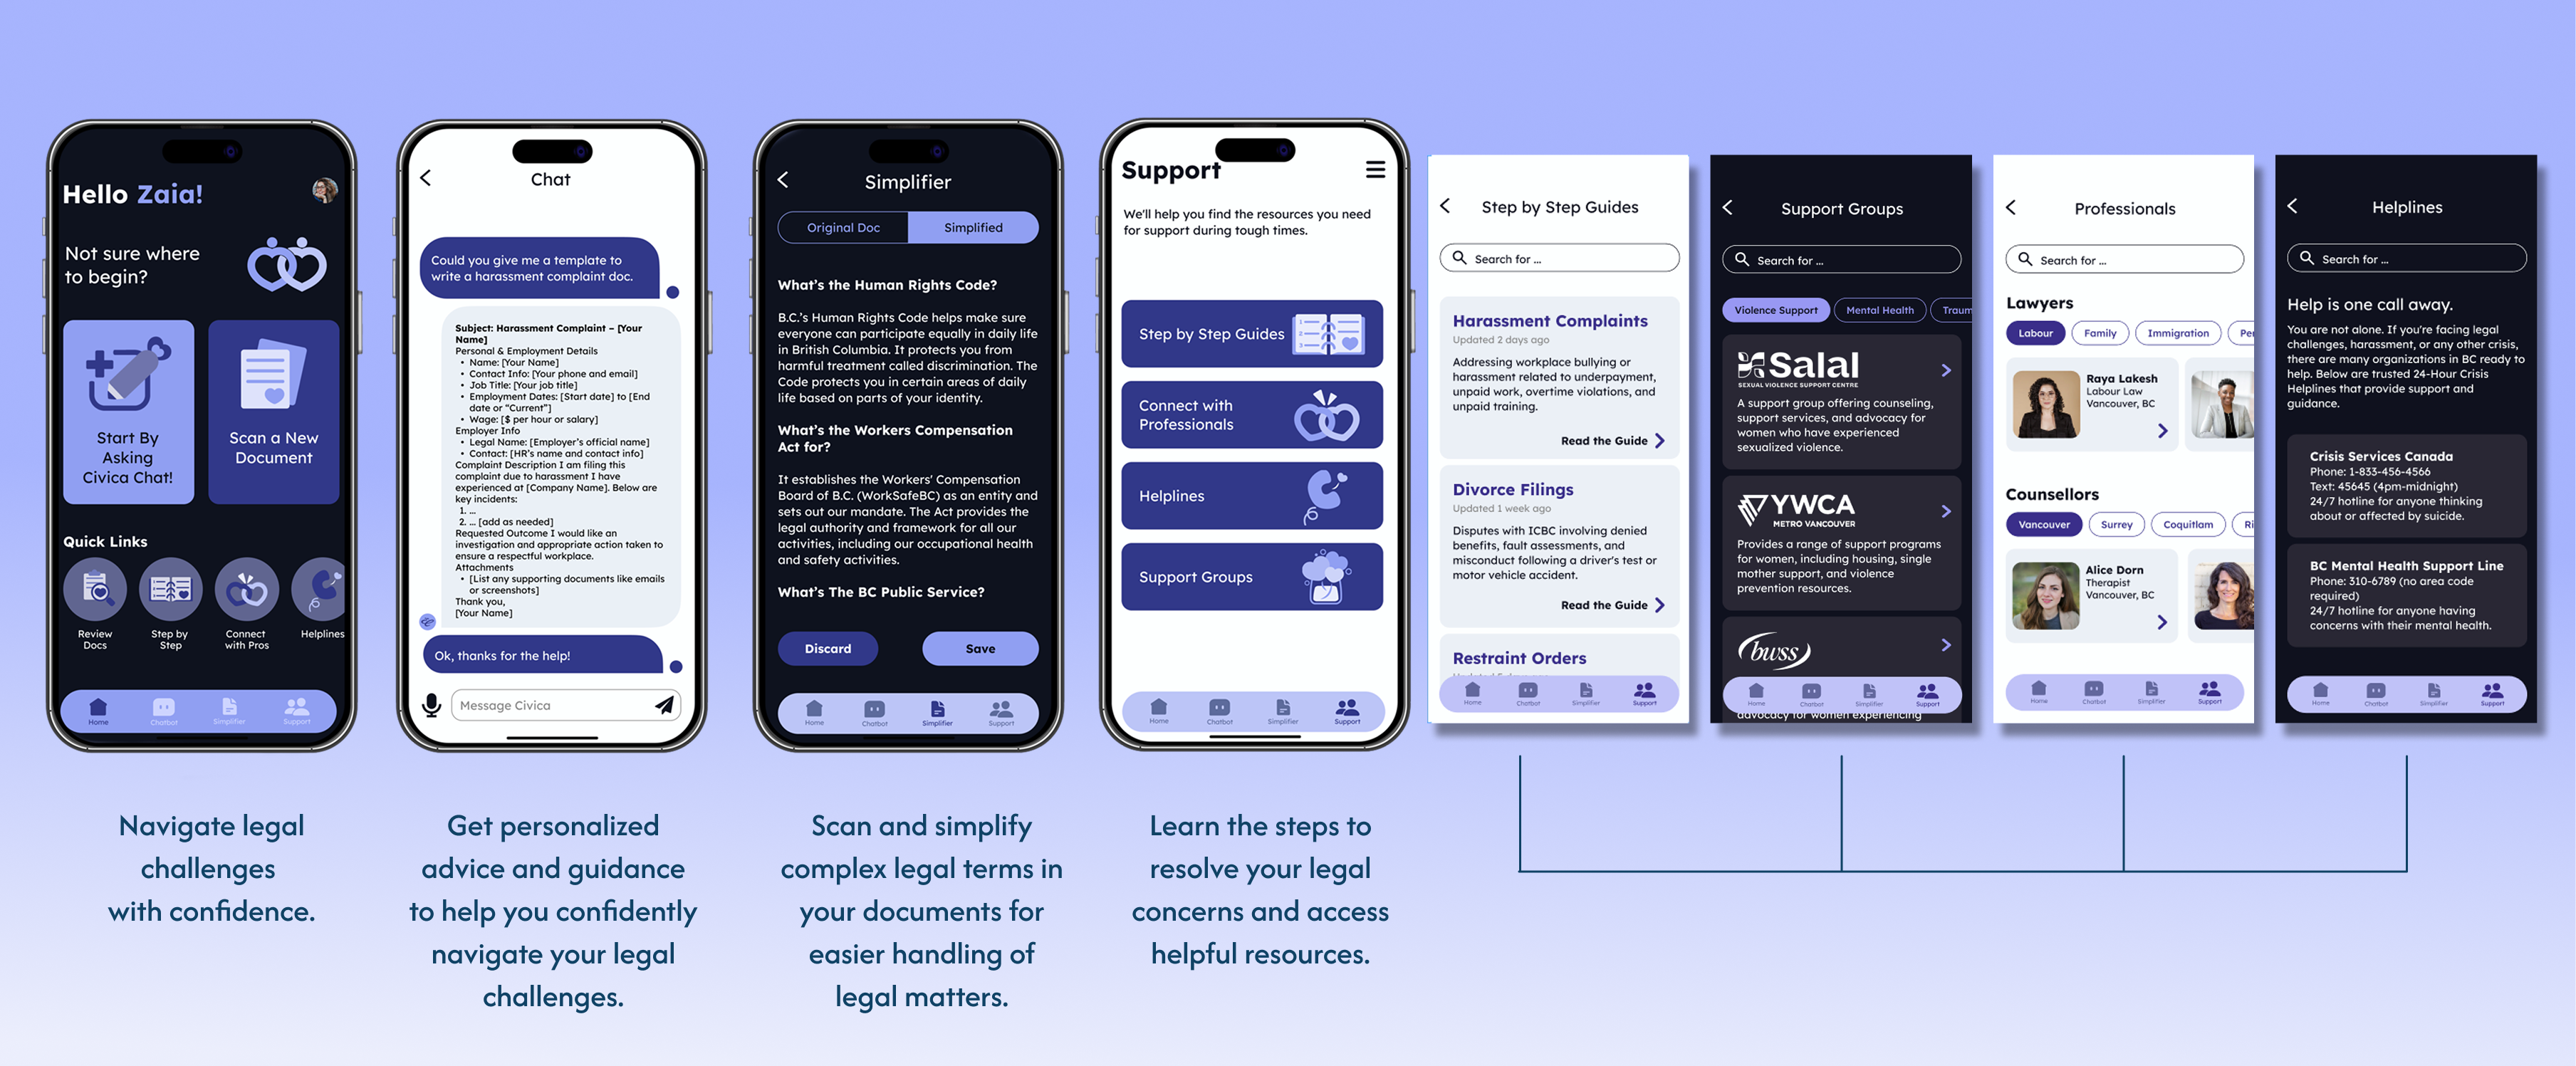 Hello Zaia!
Not sure where
to begin?
Start By
Asking
Civica Chat!
Scan a New
Document
Quick Links
Review
Docs
Step by
Step
Connect
with Pros
Helplines
Home
Chatbot
Simplifier
Support
Navigate legal
challenges
with confidence.
Chat
Could you give me a template to
write a harassment complaint doc.
Subject: Harassment Complaint – [Your
Name]
Personal & Employment Details
• Name: [Your Name]
• Contact Info: [Your phone and email]
• Job Title: [Your job title]
• Employment Dates: [Start date] to [End
date or “Current”]
• Wage: [$ per hour or salary]
Employer Info
• Legal Name: [Employer’s official name]
• Contact: [HR’s name and contact info]
Complaint Description I am filing this
complaint due to harassment I have
experienced at [Company Name]. Below are
key incidents:
1. ...
2. ... [add as needed]
Requested Outcome I would like an
investigation and appropriate action taken to
ensure a respectful workplace.
Attachments
• [List any supporting documents like emails
or screenshots]
Thank you,
[Your Name]
Ok, thanks for the help!
Message Civica
Get personalized
advice and guidance
to help you confidently
navigate your legal
challenges.
Simplifier
Original Doc
Simplified
What’s the Human Rights Code?
B.C.’s Human Rights Code helps make sure
everyone can participate equally in daily life
in British Columbia. It protects you from
harmful treatment called discrimination. The
Code protects you in certain areas of daily
life based on parts of your identity.
What’s the Workers Compensation
Act for?
It establishes the Workers' Compensation
Board of B.C. (WorkSafeBC) as an entity and
sets out our mandate. The Act provides the
legal authority and framework for all our
activities, including our occupational health
and safety activities.
What’s The BC Public Service?
Discard
Save
Home
Chatbot
Simplifier
Support
Scan and simplify
complex legal terms in
your documents for
easier handling of
legal matters.
Support
We'll help you find the resources you need
for support during tough times.
Step by Step Guides
1
2
3
Connect with
Professionals
Helplines
Support Groups
Home
Chatbot
Simplifier
Support
Learn the steps to
resolve your legal
concerns and access
helpful resources.
Step by Step Guides
Search for ...
Harassment Complaints
Updated 2 days ago
Addressing workplace bullying or
harassment related to underpayment,
unpaid work, overtime violations, and
unpaid training.
Read the Guide
Divorce Filings
Updated 1 week ago
Disputes with ICBC involving denied
benefits, fault assessments, and
misconduct following a driver's test or
motor vehicle accident.
Read the Guide
Restraint Orders
Home
Chatbot
Simplifier
Support
Support Groups
Search for ...
Violence Support
Mental Health
Traum
Salal
SEXUAL VIOLENCE SUPPORT CENTRE
A support group offering counseling,
support services, and advocacy for
women who have experienced
sexualized violence.
YWCA
METRO VANCOUVER
Provides a range of support programs
for women, including housing, single
mother support, and violence
prevention resources.
bwss
Home
Chatbot
Simplifier
Support
advocacy for women experiencing
Professionals
Search for ...
Lawyers
Labour
Family
Immigration
Pe
Raya Lakesh
Labour Law
Vancouver, BC
Counsellors
Vancouver
Surrey
Coquitlam
Ri
Alice Dorn
Therapist
Vancouver, BC
Home
Chatbot
Simplifier
Support
Helplines
Search for ...
Help is one call away.
You are not alone. If you’re facing legal
challenges, harassment, or any other crisis,
there are many organizations in BC ready to
help. Below are trusted 24-Hour Crisis
Helplines that provide support and
guidance.
Crisis Services Canada
Phone: 1-833-456-4566
Text: 45645 (4pm-midnight)
24/7 hotline for anyone thinking
about or affected by suicide.
BC Mental Health Support Line
Phone: 310-6789 (no area code
required)
24/7 hotline for anyone having
concerns with their mental health.
Home
Chatbot
Simplifier
Support